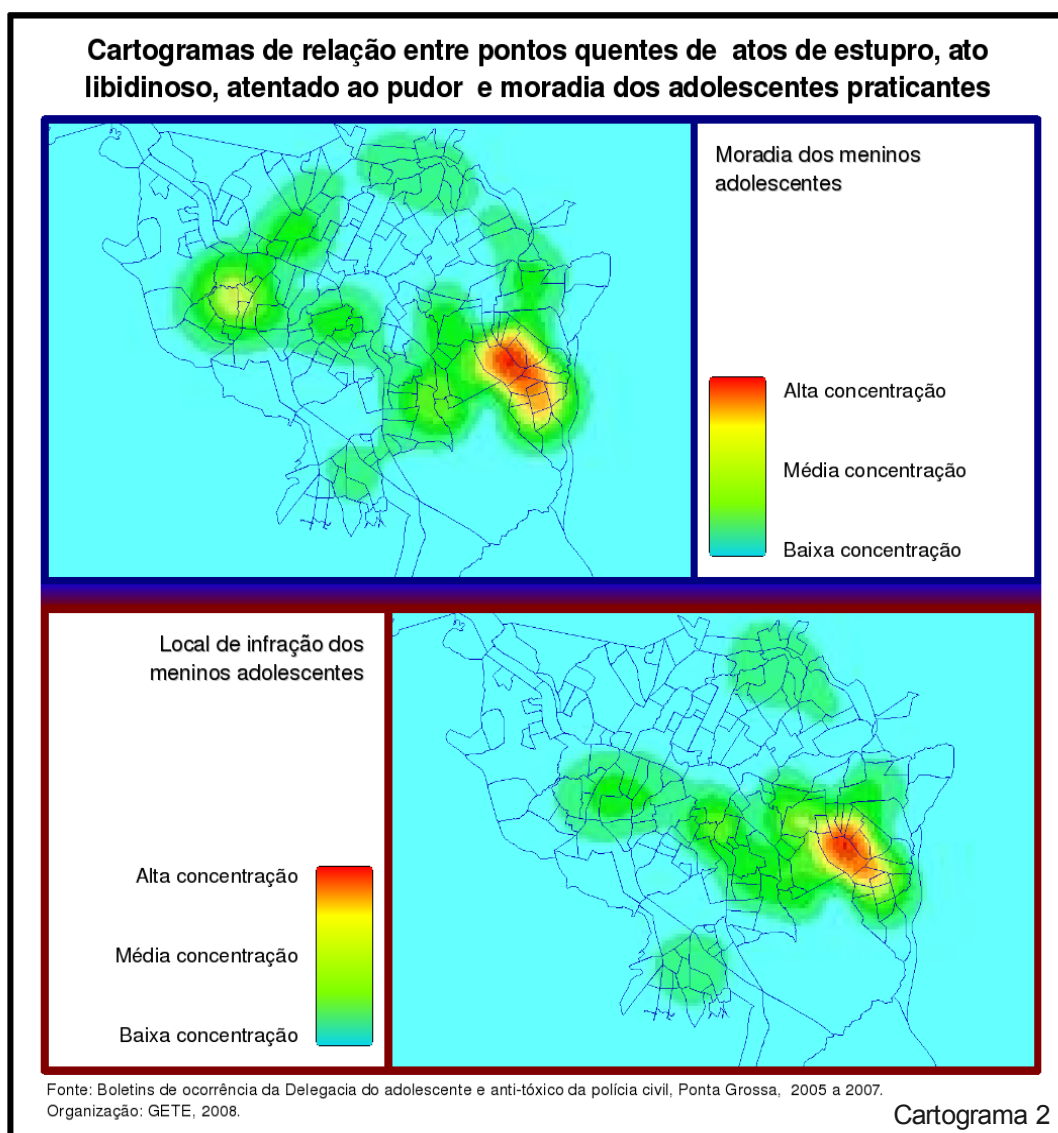 Cartogramas de relação entre pontos quentes de atos de estupro, ato
libidinoso, atentado ao pudor e moradia dos adolescentes praticantes
Moradia dos meninos
adolescentes
Alta concentração
Média concentração
Baixa concentração
Local de infração dos
meninos adolescentes
Alta concentração
Média concentração
Baixa concentração
Fonte: Boletins de ocorrência da Delegacia do adolescente e anti-tóxico da polícia civil, Ponta Grossa, 2005 a 2007.
Organização: GETE, 2008.
Cartograma 2